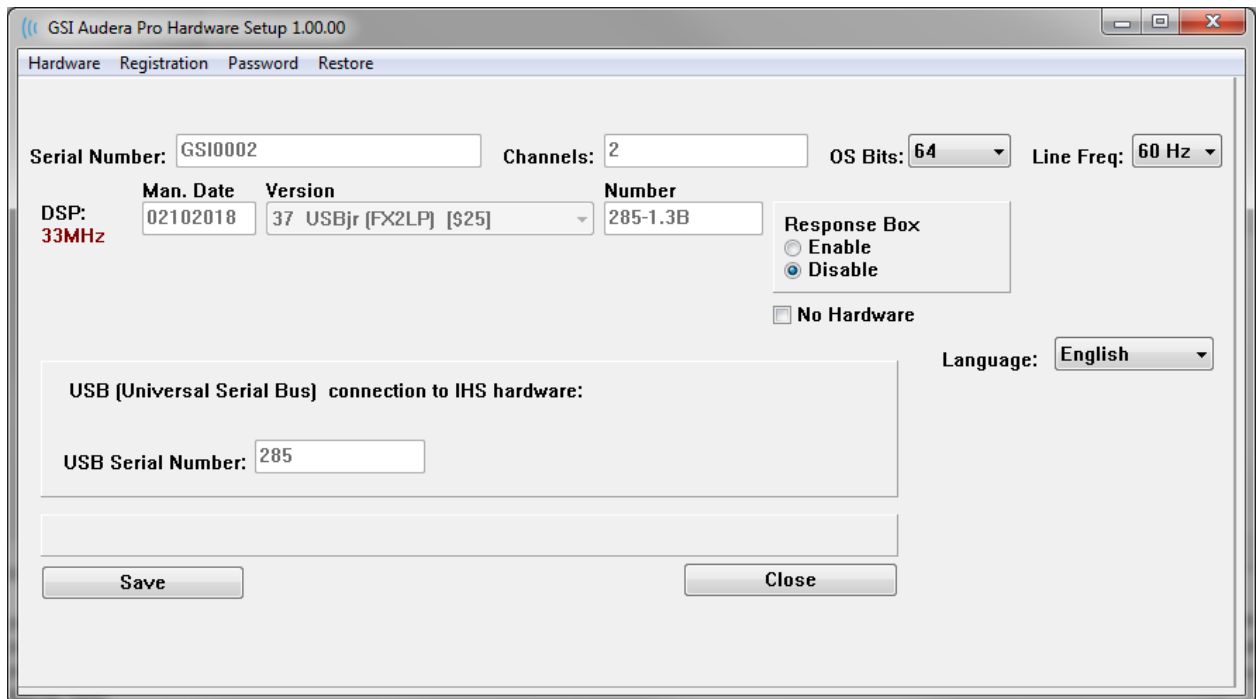 GSI Audera Pro Hardware Setup 1.00.00
Hardware Registration Password Restore
Serial Number: GSI0002 Channels: 2 OS Bits: 64 Line Freq: 60 Hz
Man. Date Version Number
DSP: 02102018 37 USBjr (FX2LP) [$25] 285-1.3B
33MHz
Response Box
Enable
Disable
No Hardware
Language: English
USB (Universal Serial Bus) connection to IHS hardware:
USB Serial Number: 285
Save Close